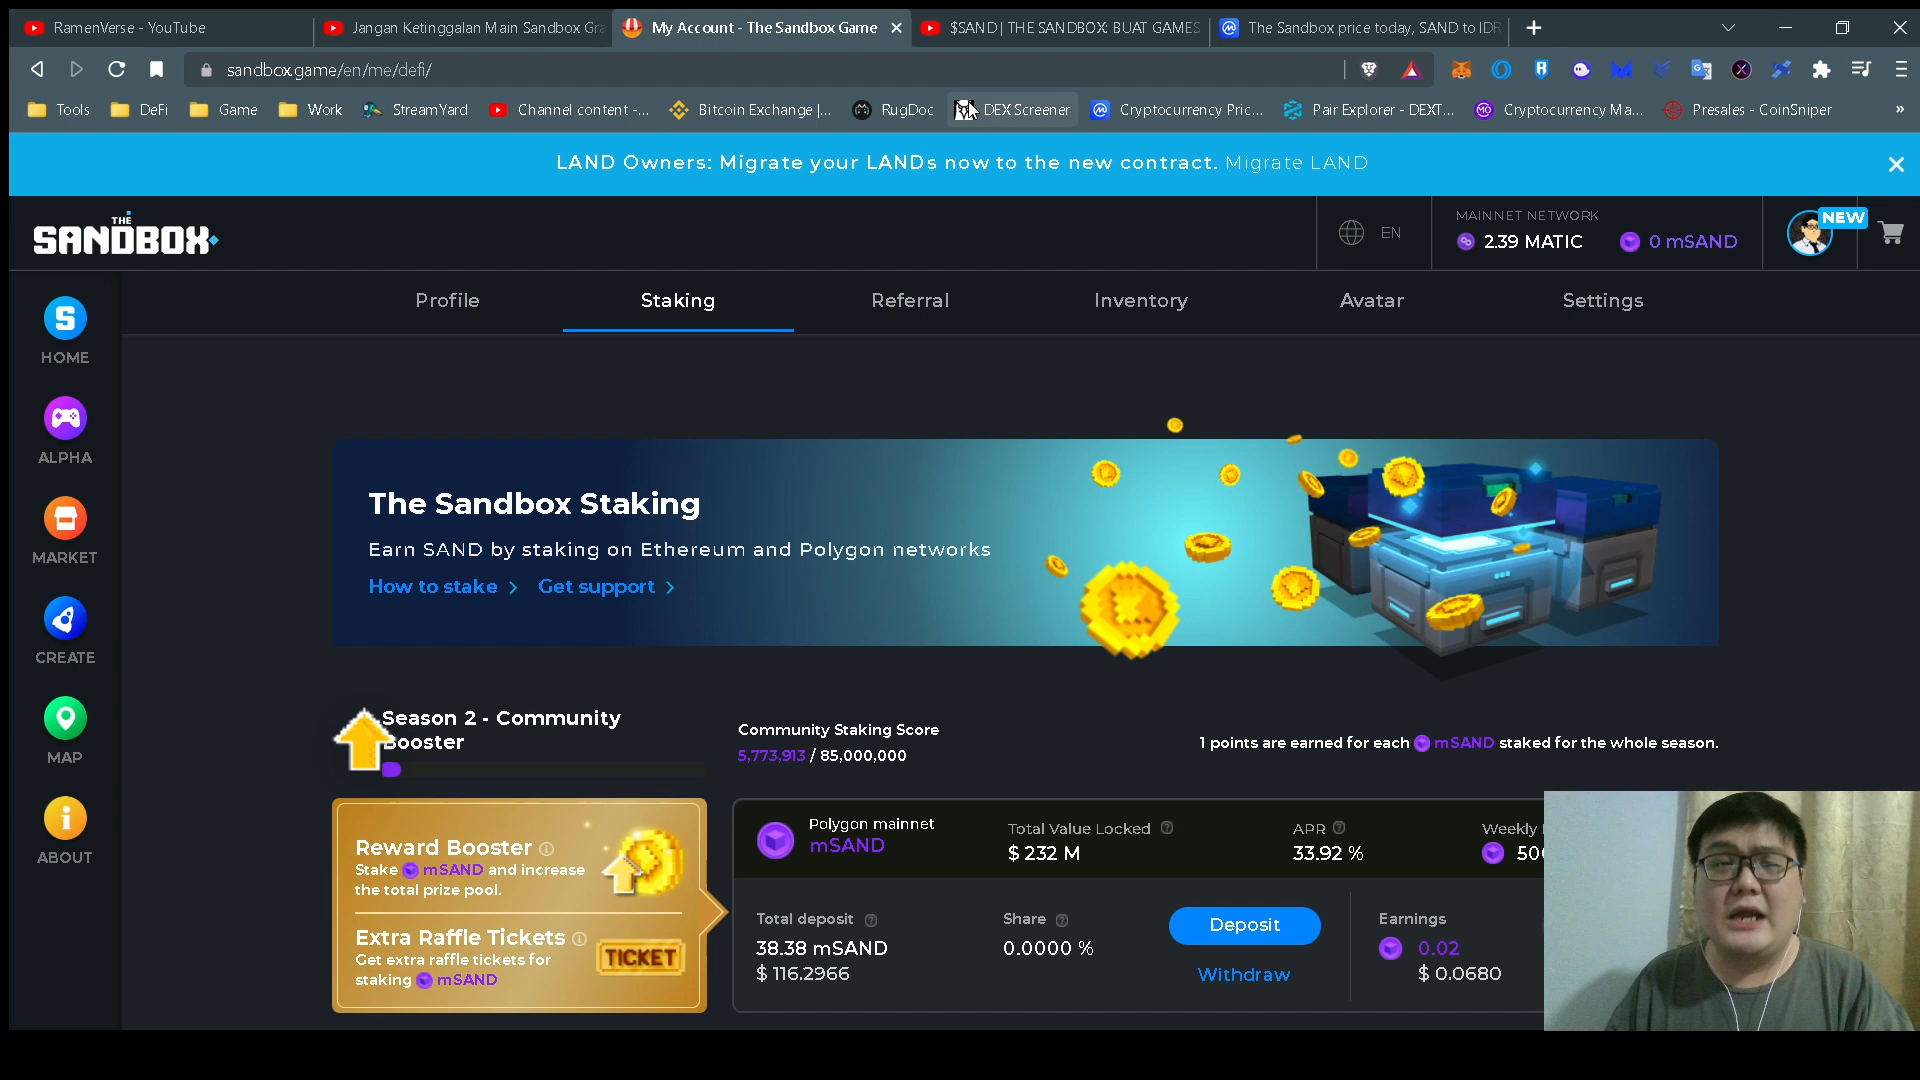 RamenVerse - YouTube
Jangan Ketinggalan Main Sandbox Gra
My Account - The Sandbox Game
$SAND | THE SANDBOX: BUAT GAMES
The Sandbox price today, SAND to IDR
sandbox.game/en/me/defi/
Tools
DeFi
Game
Work
StreamYard
Channel content -...
Bitcoin Exchange |...
RugDoc
DEX Screener
Cryptocurrency Pric...
Pair Explorer - DEXT...
Cryptocurrency Ma...
Presales - CoinSniper
»
LAND Owners: Migrate your LANDs now to the new contract. Migrate LAND
THE
SANDBOX
EN
MAINNET NETWORK
2.39 MATIC
0 mSAND
NEW
Profile
Staking
Referral
Inventory
Avatar
Settings
HOME
ALPHA
MARKET
CREATE
MAP
ABOUT
The Sandbox Staking
Earn SAND by staking on Ethereum and Polygon networks
How to stake >
Get support >
Season 2 - Community
Booster
Community Staking Score
5,773,913 / 85,000,000
1 points are earned for each mSAND staked for the whole season.
Reward Booster
Stake mSAND and increase
the total prize pool.
Extra Raffle Tickets
Get extra raffle tickets for
staking mSAND
TICKET
Polygon mainnet
mSAND
Total Value Locked
$ 232 M
APR
33.92 %
Weekly
Total deposit
38.38 mSAND
$ 116.2966
Share
0.0000 %
Deposit
Withdraw
Earnings
0.02
$ 0.0680